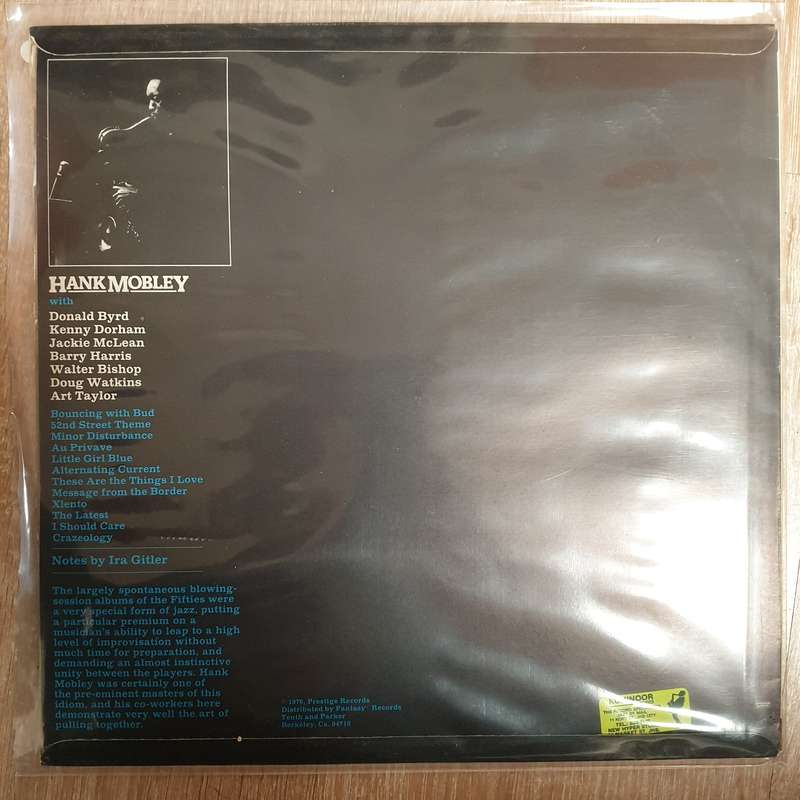 HANK MOBLEY
with
Donald Byrd
Kenny Dorham
Jackie McLean
Barry Harris
Walter Bishop
Doug Watkins
Art Taylor
Bouncing with Bud
52nd Street Theme
Minor Disturbance
Au Privave
Little Girl Blue
Alternating Current
These Are the Things I Love
Message from the Border
Xlento
The Latest
I Should Care
Crazeology
Notes by Ira Gitler
The largely spontaneous blowing-
session albums of the Fifties were
a very special form of jazz, putting
a particular premium on a
musician's ability to leap to a high
level of improvisation without
much time for preparation, and
demanding an almost instinctive
unity between the players. Hank
Mobley was certainly one of
the pre-eminent masters of this
idiom, and his co-workers here
demonstrate very well the art of
pulling together.
1976, Prestige Records
Distributed by Fantasy Records
Tenth and Parker
Berkeley, Ca. 94710
TEL:
NEW HYPER